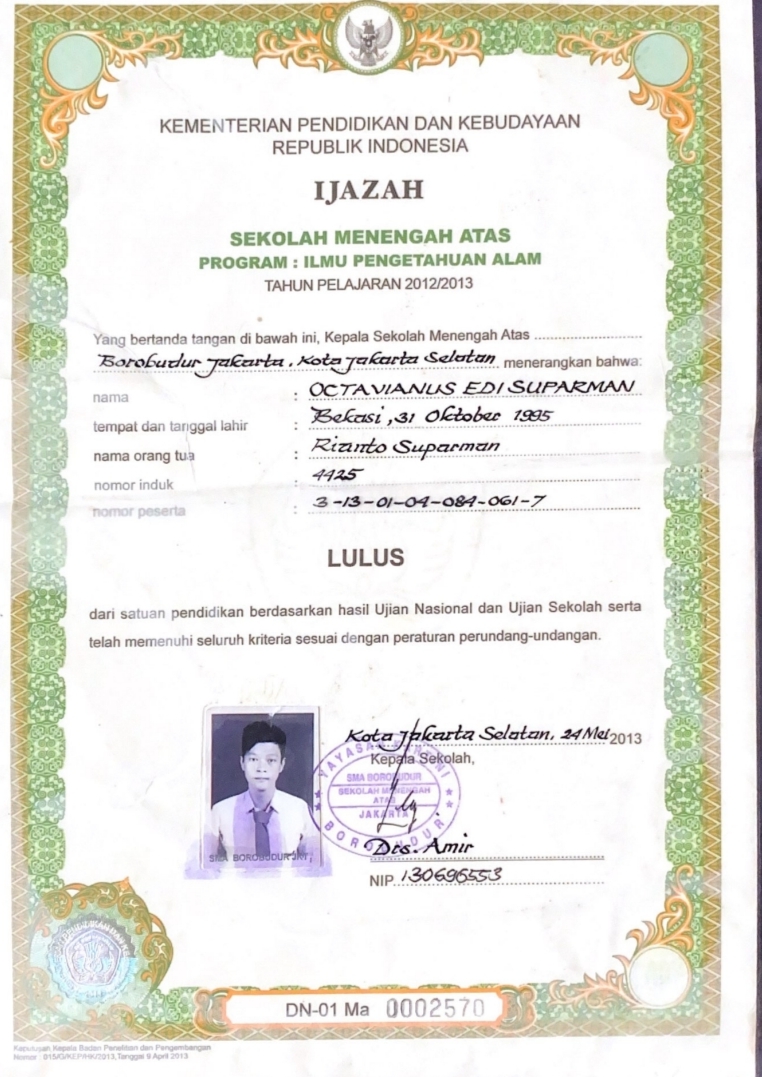 KEMENTERIAN PENDIDIKAN DAN KEBUDAYAAN
REPUBLIK INDONESIA
IJAZAH
SEKOLAH MENENGAH ATAS
PROGRAM : ILMU PENGETAHUAN ALAM
TAHUN PELAJARAN 2012/2013
Yang bertanda tangan di bawah ini, Kepala Sekolah Menengah Atas
Borobudur Jakarta, Kota Jakarta Selatan menerangkan bahwa:
nama : OCTAVIANUS EDI SUPARMAN
tempat dan tanggal lahir : Bekasi, 31 Oktober 1995
nama orang tua : Rianto Suparman
nomor induk : 4425
nomor peserta : 3-13-01-04-084-061-7
LULUS
dari satuan pendidikan berdasarkan hasil Ujian Nasional dan Ujian Sekolah serta
telah memenuhi seluruh kriteria sesuai dengan peraturan perundang-undangan.
Kota Jakarta Selatan, 24 Mei 2013
Kepala Sekolah,
SMA BOROBUDUR
SEKOLAH MENENGAH
ATAS
JAKARTA
BOROBUDUR
SMA BOROBUDUR JKT
Drs. Amir
NIP 130696553
DN-01 Ma 0002570
Keputusan Kepala Badan Penelitian dan Pengembangan
Nomor : 015/G/KEP/HK/2013, Tanggal 9 April 2013